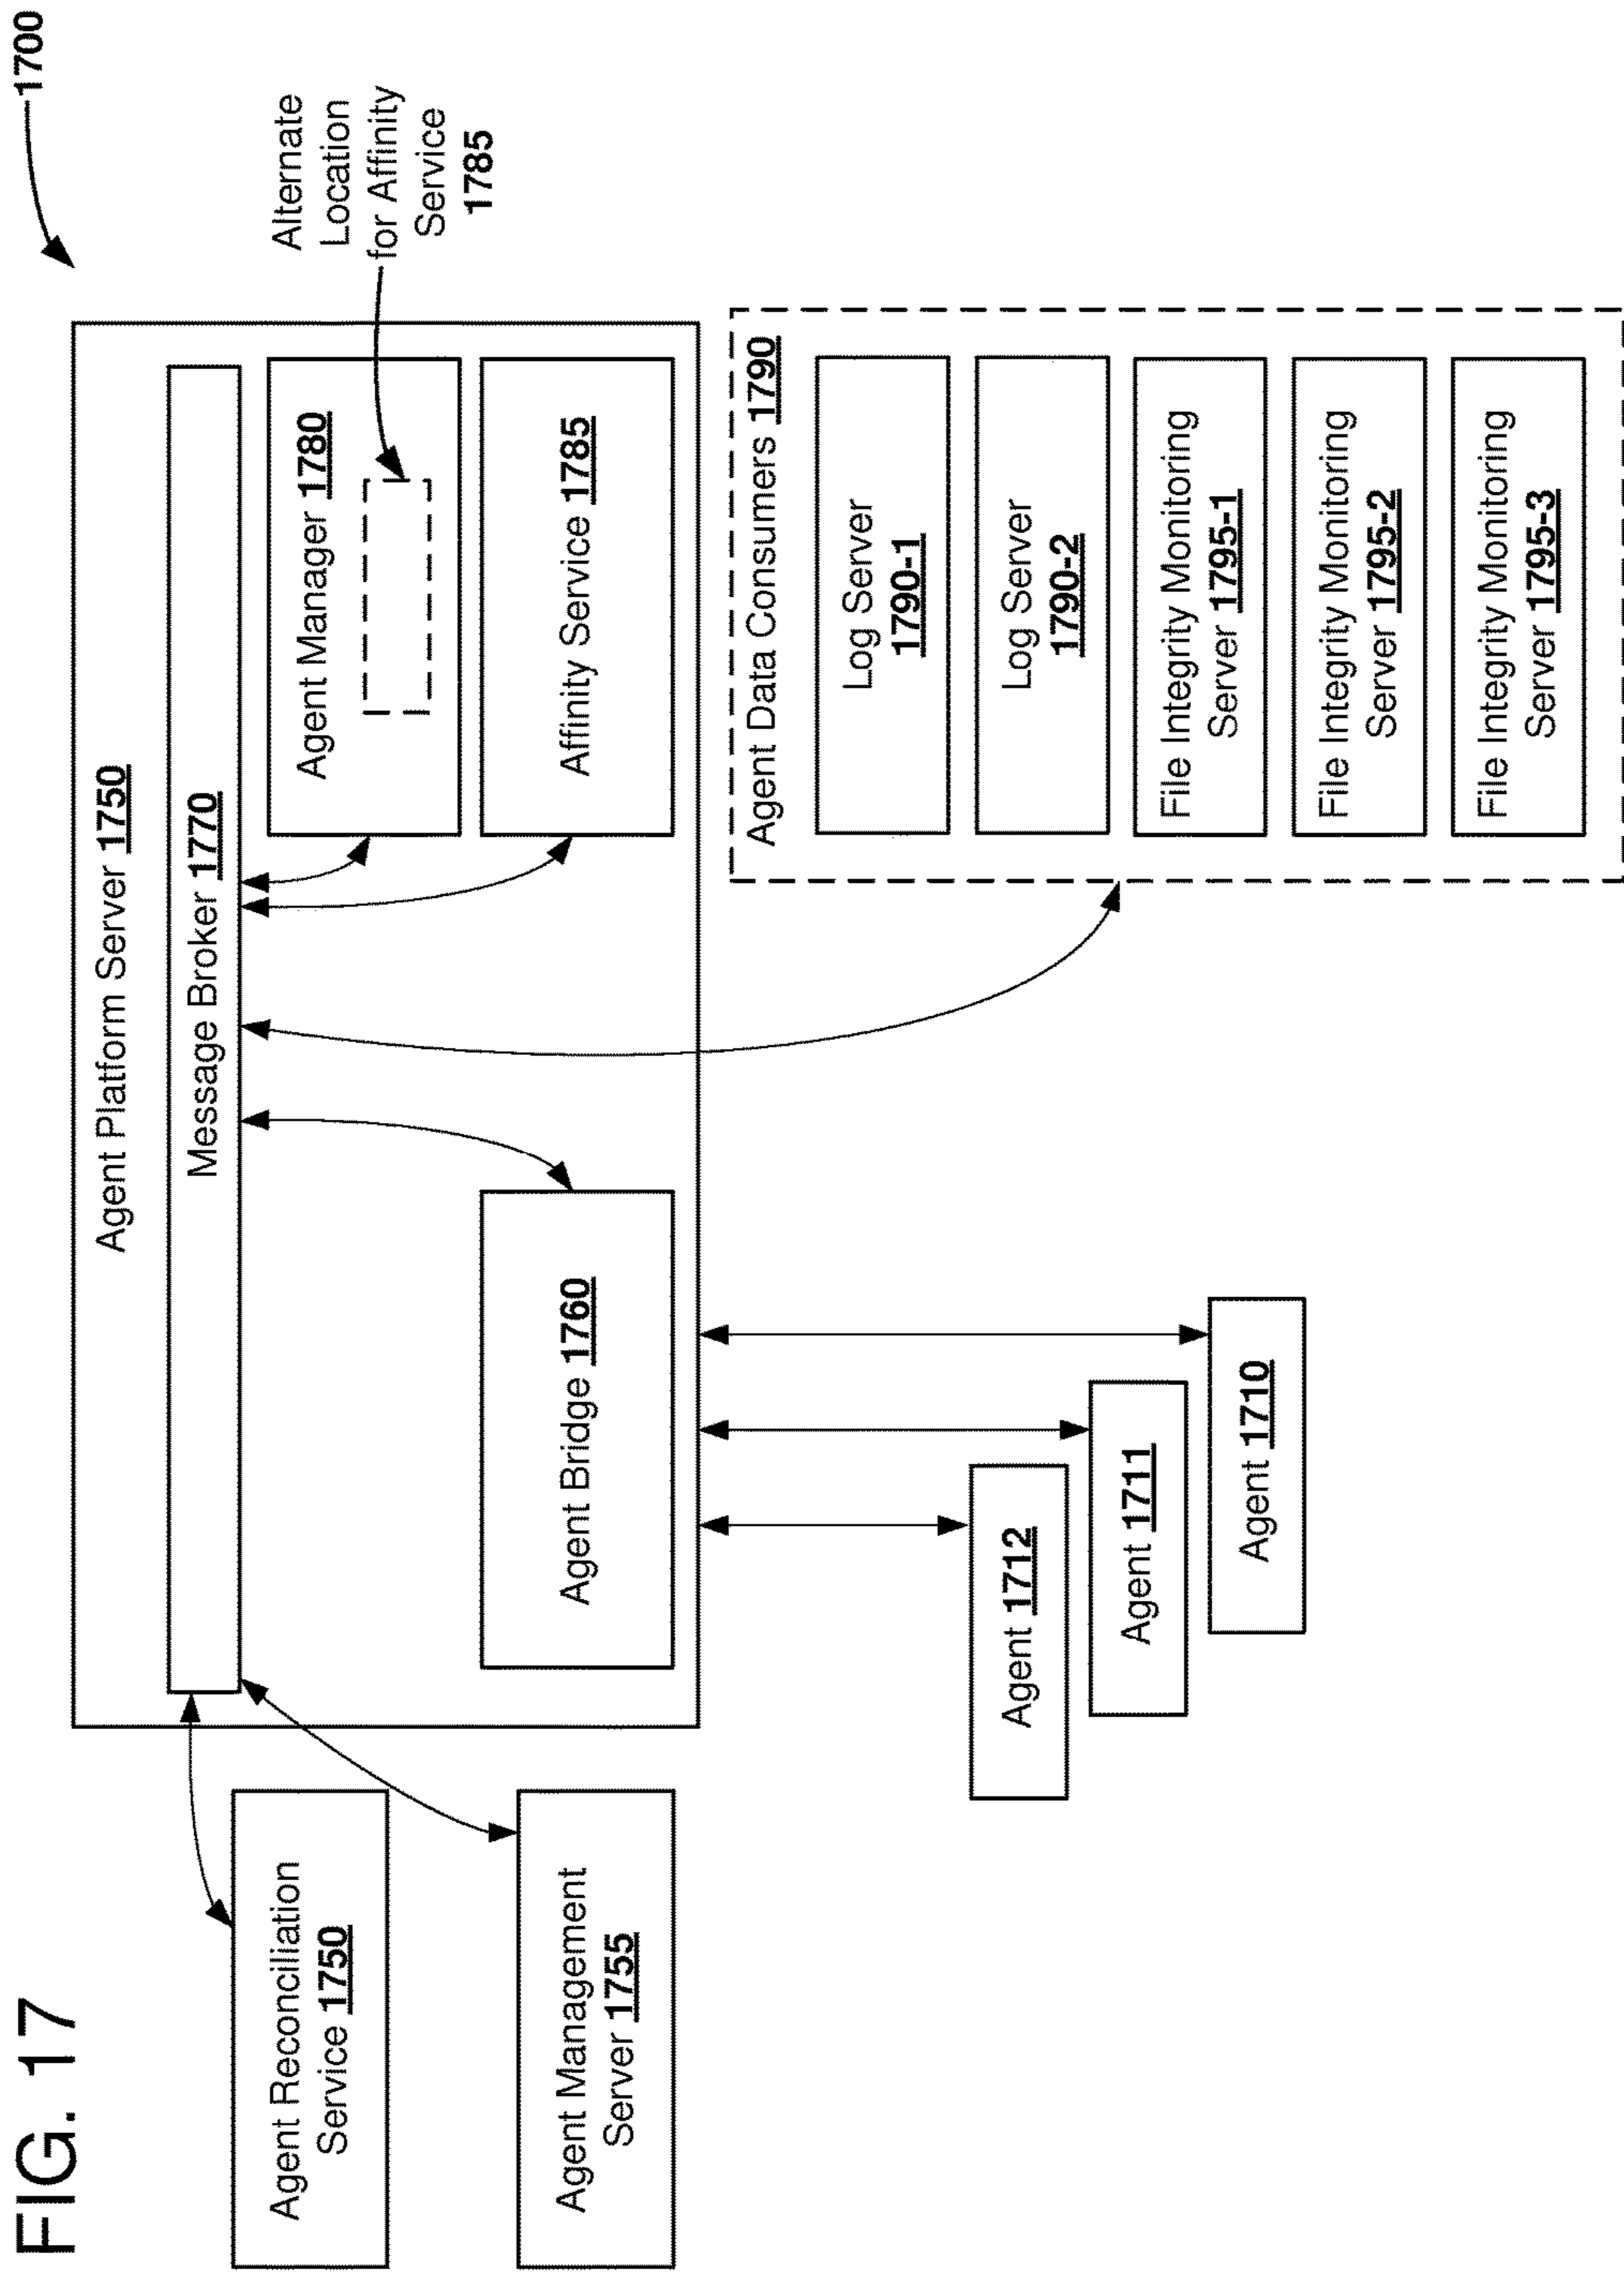 FIG. 17
1700
Agent Platform Server 1750
Message Broker 1770
Agent Reconciliation
Service 1750
Agent Management
Server 1755
Agent Bridge 1760
Agent Manager 1780
Affinity Service 1785
Alternate
Location
for Affinity
Service
1785
Agent 1712
Agent 1711
Agent 1710
Agent Data Consumers 1790
Log Server
1790-1
Log Server
1790-2
File Integrity Monitoring
Server 1795-1
File Integrity Monitoring
Server 1795-2
File Integrity Monitoring
Server 1795-3